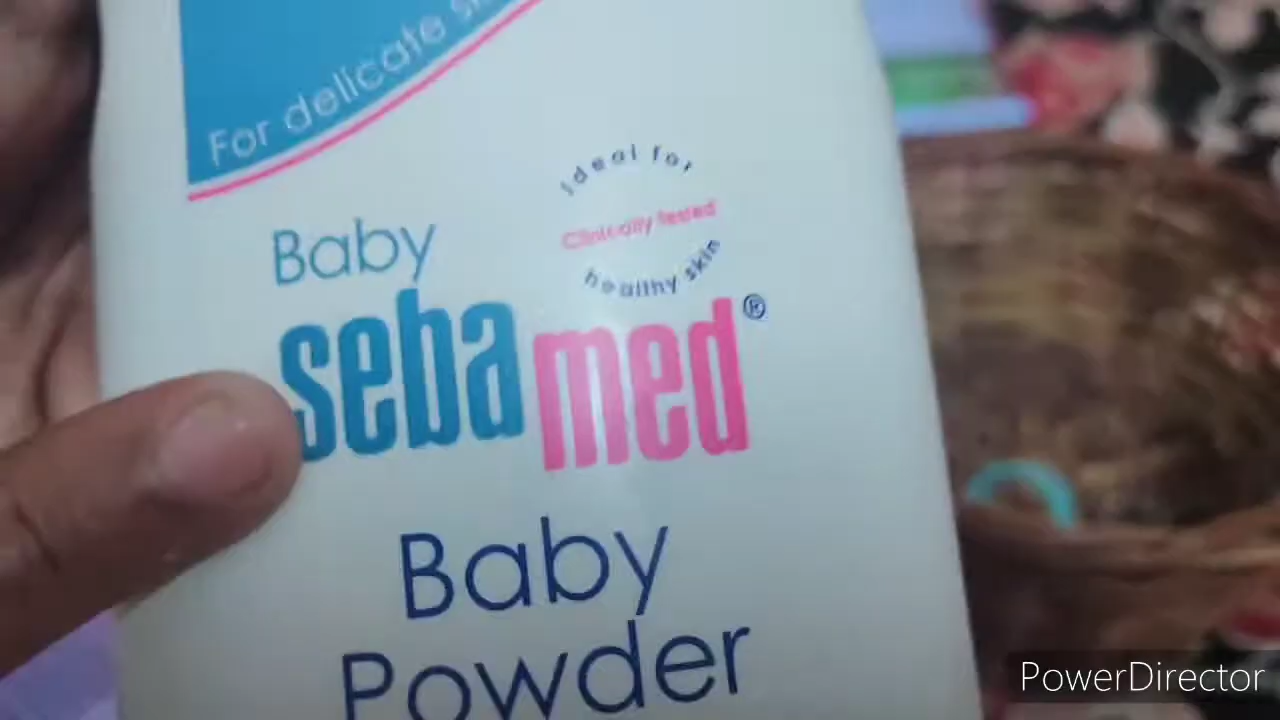 For delicate
Ideal for
Clinically tested
healthy skin
Baby
sebamed®
Baby
Powder
PowerDirector